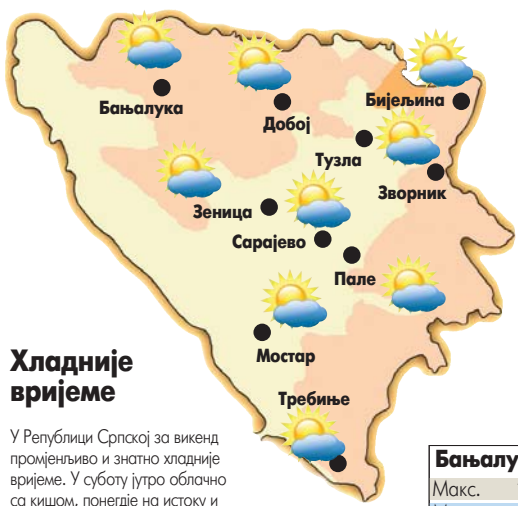 Бањалука
Добој
Бијељина
Тузла
Зворник
Зеница
Сарајево
Пале
Мостар
Требиње
Хладније
вријеме
У Републици Српској за викенд
промјенљиво и знатно хладније
вријеме. У суботу јутро облачно
са кишом, понегдје на истоку и
Макс.